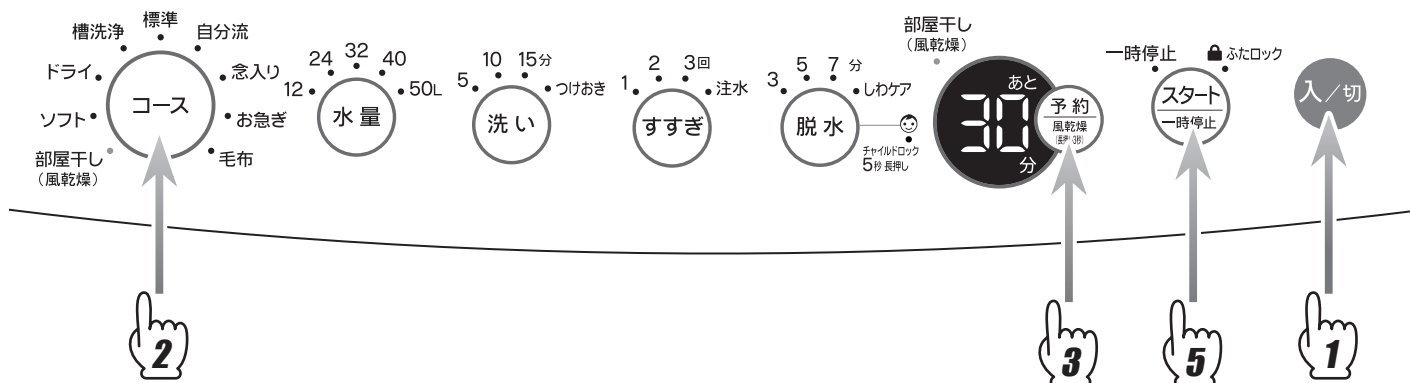 標準
槽洗浄
自分流
ドライ
念入り
ソフト
お急ぎ
部屋干し
(風乾燥)
毛布
コース
12
24
32
40
50L
水量
5
10
15分
つけおき
洗い
1
2
3回
注水
すすぎ
3
5
7 分
しわケア
脱水
チャイルドロック
5秒 長押し
部屋干し
(風乾燥)
あと
30
分
予約
風乾燥
(長押し3秒)
一時停止
ふたロック
スタート
一時停止
入/切
2
3
5
1